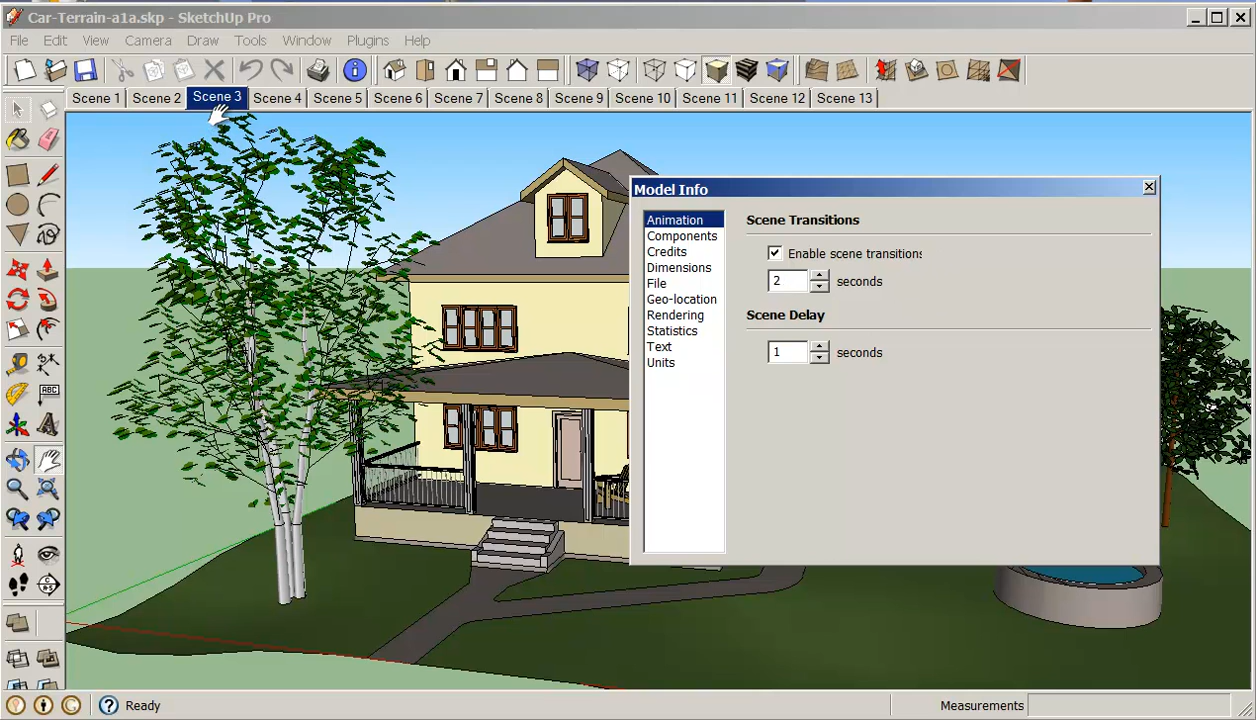 Car-Terrain-a1a.skp - SketchUp Pro
File Edit View Camera Draw Tools Window Plugins Help
Scene 1 Scene 2 Scene 3 Scene 4 Scene 5 Scene 6 Scene 7 Scene 8 Scene 9 Scene 10 Scene 11 Scene 12 Scene 13
Model Info
Animation
Components
Credits
Dimensions
File
Geo-location
Rendering
Statistics
Text
Units
Scene Transitions
Enable scene transitions
2 seconds
Scene Delay
1 seconds
ABC
Ready
Measurements